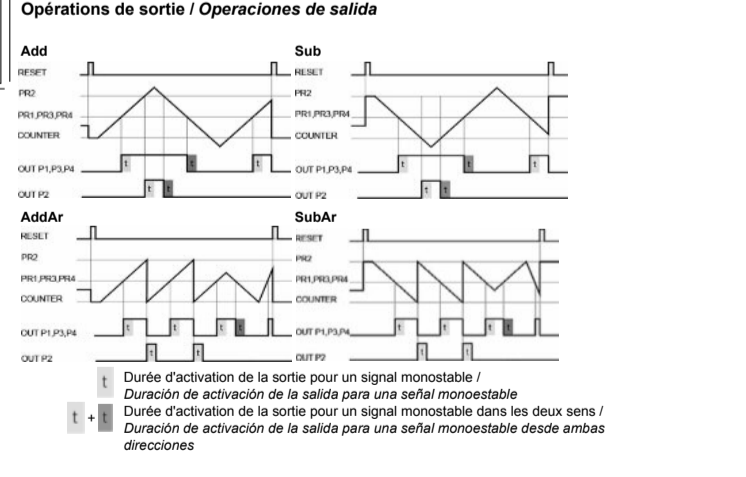 Opérations de sortie / Operaciones de salida
Add
RESET
PR2
PR1,PR3,PR4
COUNTER
OUT P1,P3,P4
t
t
t
OUT P2
t
t
Sub
RESET
PR2
PR1,PR3,PR4
COUNTER
OUT P1,P3,P4
t
t
t
OUT P2
t
t
AddAr
RESET
PR2
PR1,PR3,PR4
COUNTER
OUT P1,P3,P4
t
t
t
t
OUT P2
t
t
SubAr
RESET
PR2
PR1,PR3,PR4
COUNTER
OUT P1,P3,P4
t
t
t
t
OUT P2
t
t
t Durée d'activation de la sortie pour un signal monostable /
Duración de activación de la salida para una señal monoestable
t + t Durée d'activation de la sortie pour un signal monostable dans les deux sens /
Duración de activación de la salida para una señal monoestable desde ambas
direcciones